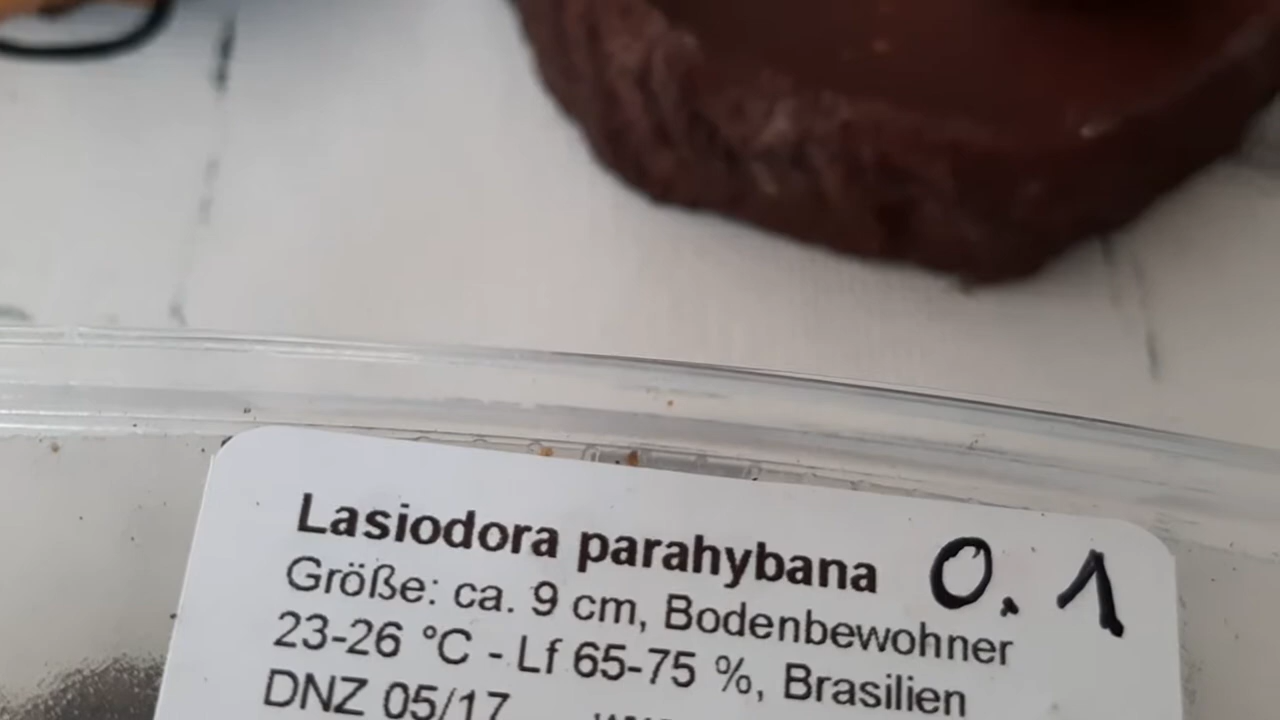 Lasiodora parahybana 0.1
Größe: ca. 9 cm, Bodenbewohner
23-26 °C - Lf 65-75 %, Brasilien
DNZ 05/17